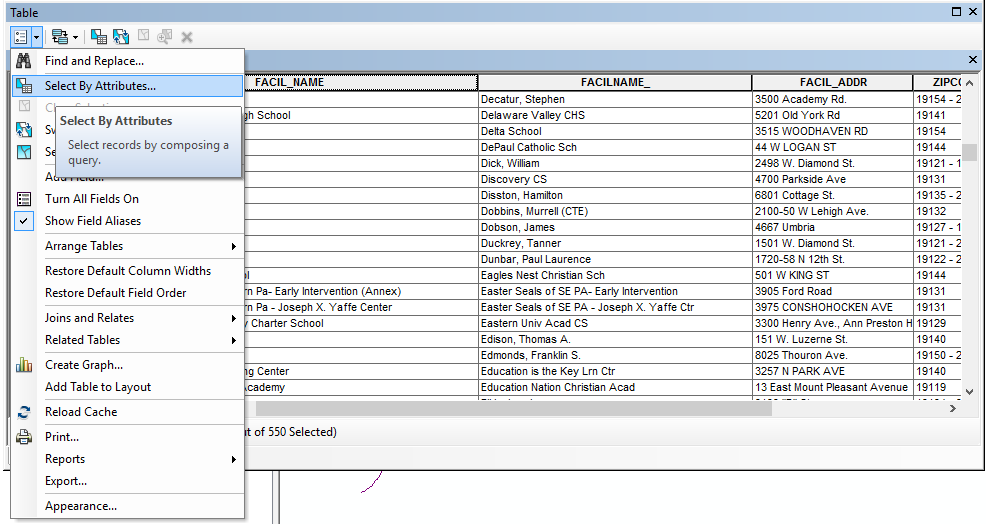 Table
Find and Replace...
Select By Attributes...
Select By Attributes
Select records by composing a
query.
Turn All Fields On
Show Field Aliases
Arrange Tables
Restore Default Column Widths
Restore Default Field Order
Joins and Relates
Related Tables
Create Graph...
Add Table to Layout
Reload Cache
Print...
Reports
Export...
Appearance...
FACIL_NAME FACILNAME_ FACIL_ADDR ZIPCO
Decatur, Stephen 3500 Academy Rd. 19154 - 2
gh School Delaware Valley CHS 5201 Old York Rd 19141
Delta School 3515 WOODHAVEN RD 19154
DePaul Catholic Sch 44 W LOGAN ST 19144
Dick, William 2498 W. Diamond St. 19121 - 1
Discovery CS 4700 Parkside Ave 19131
Disston, Hamilton 6801 Cottage St. 19135 - 2
Dobbins, Murrell (CTE) 2100-50 W Lehigh Ave. 19132
Dobson, James 4667 Umbria 19127 - 1
Duckrey, Tanner 1501 W. Diamond St. 19121 - 2
Dunbar, Paul Laurence 1720-58 N 12th St. 19122 - 2
ol Eagles Nest Christian Sch 501 W KING ST 19144
rn Pa- Early Intervention (Annex) Easter Seals of SE PA- Early Intervention 3905 Ford Road 19131
rn Pa - Joseph X. Yaffe Center Easter Seals of SE PA - Joseph X. Yaffe Ctr 3975 CONSHOHOCKEN AVE 19131
y Charter School Eastern Univ Acad CS 3300 Henry Ave., Ann Preston H 19129
Edison, Thomas A. 151 W. Luzerne St. 19140
Edmonds, Franklin S. 8025 Thouron Ave. 19150 - 2
ng Center Education is the Key Lrn Ctr 3257 N PARK AVE 19140
Academy Education Nation Christian Acad 13 East Mount Pleasant Avenue 19119
ut of 550 Selected)